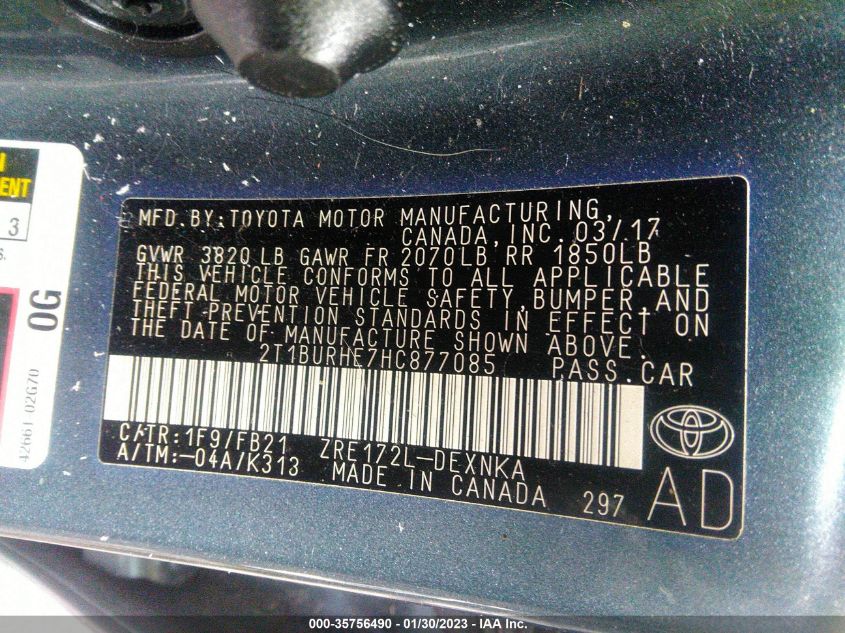 MFD. BY: TOYOTA MOTOR MANUFACTURING,
CANADA, INC. 03/17
GVWR 3820 LB GAWR FR 2070LB RR 1850LB
THIS VEHICLE CONFORMS TO ALL APPLICABLE
FEDERAL MOTOR VEHICLE SAFETY, BUMPER, AND
THEFT-PREVENTION STANDARDS IN EFFECT ON
THE DATE OF MANUFACTURE SHOWN ABOVE.
2T1BURHE7HC877085 PASS. CAR
C/TR: 1F9/FB21 ZRE172L-DEXNKA
A/TM: -04A/K313 MADE IN CANADA 297 AD
3
0G
42661-02G70
000-35756490 - 01/30/2023 - IAA Inc.